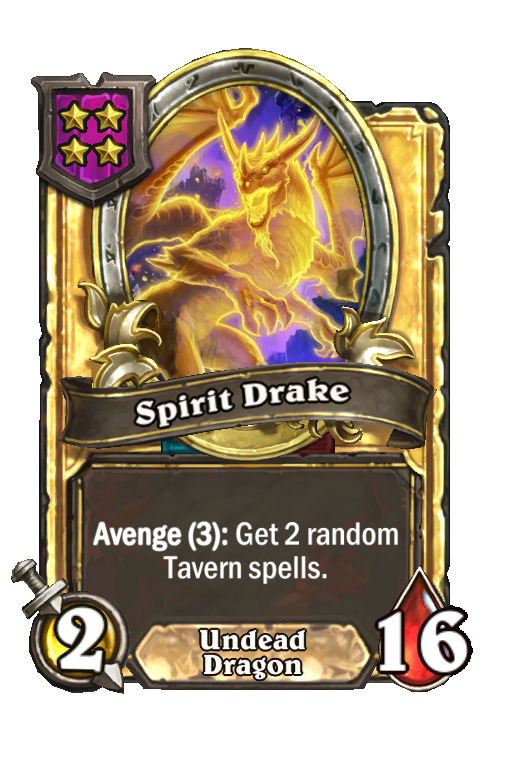 Spirit Drake
Avenge (3): Get 2 random
Tavern spells.
2
Undead
Dragon
16